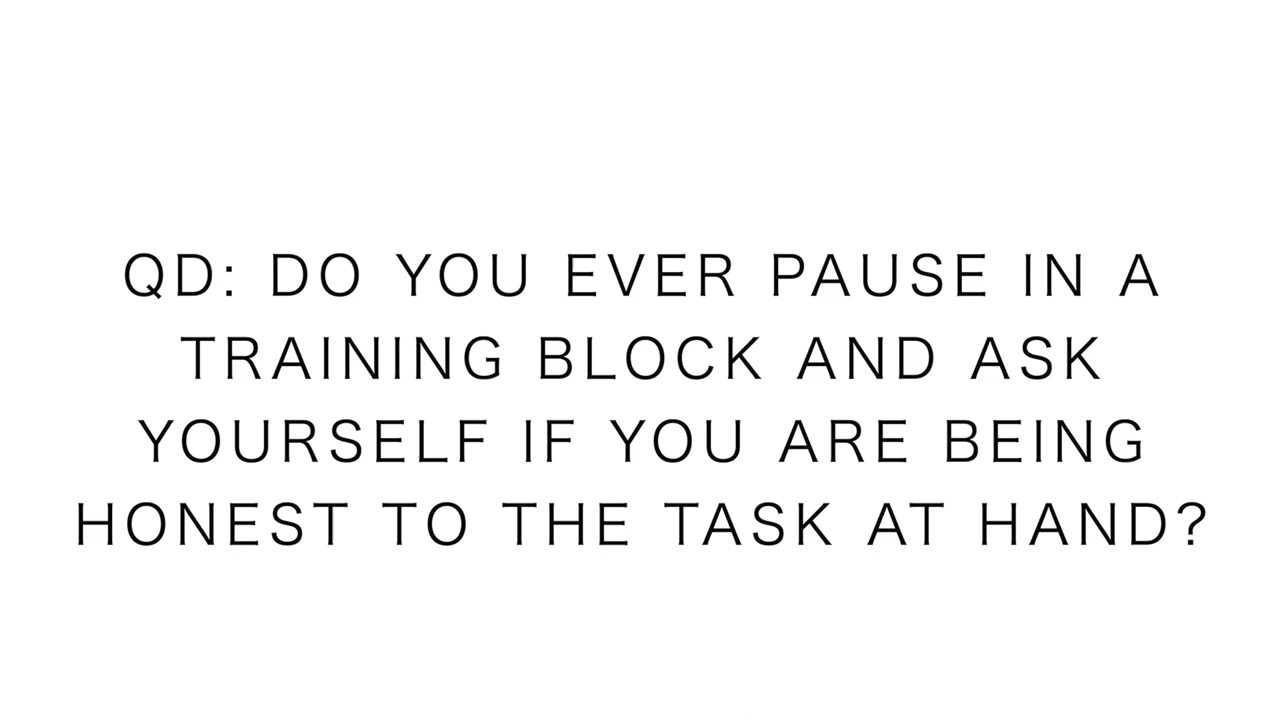 QD: DO YOU EVER PAUSE IN A
TRAINING BLOCK AND ASK
YOURSELF IF YOU ARE BEING
HONEST TO THE TASK AT HAND?